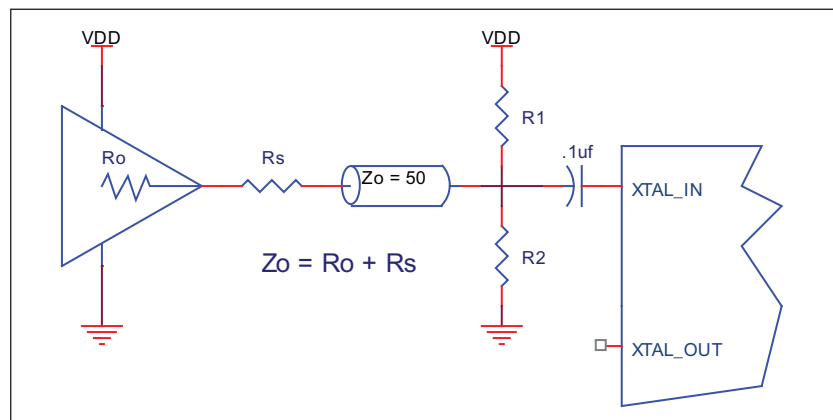 VDD
VDD
R1
Ro
Rs
Zo = 50
.1uf
XTAL_IN
Zo = Ro + Rs
R2
XTAL_OUT